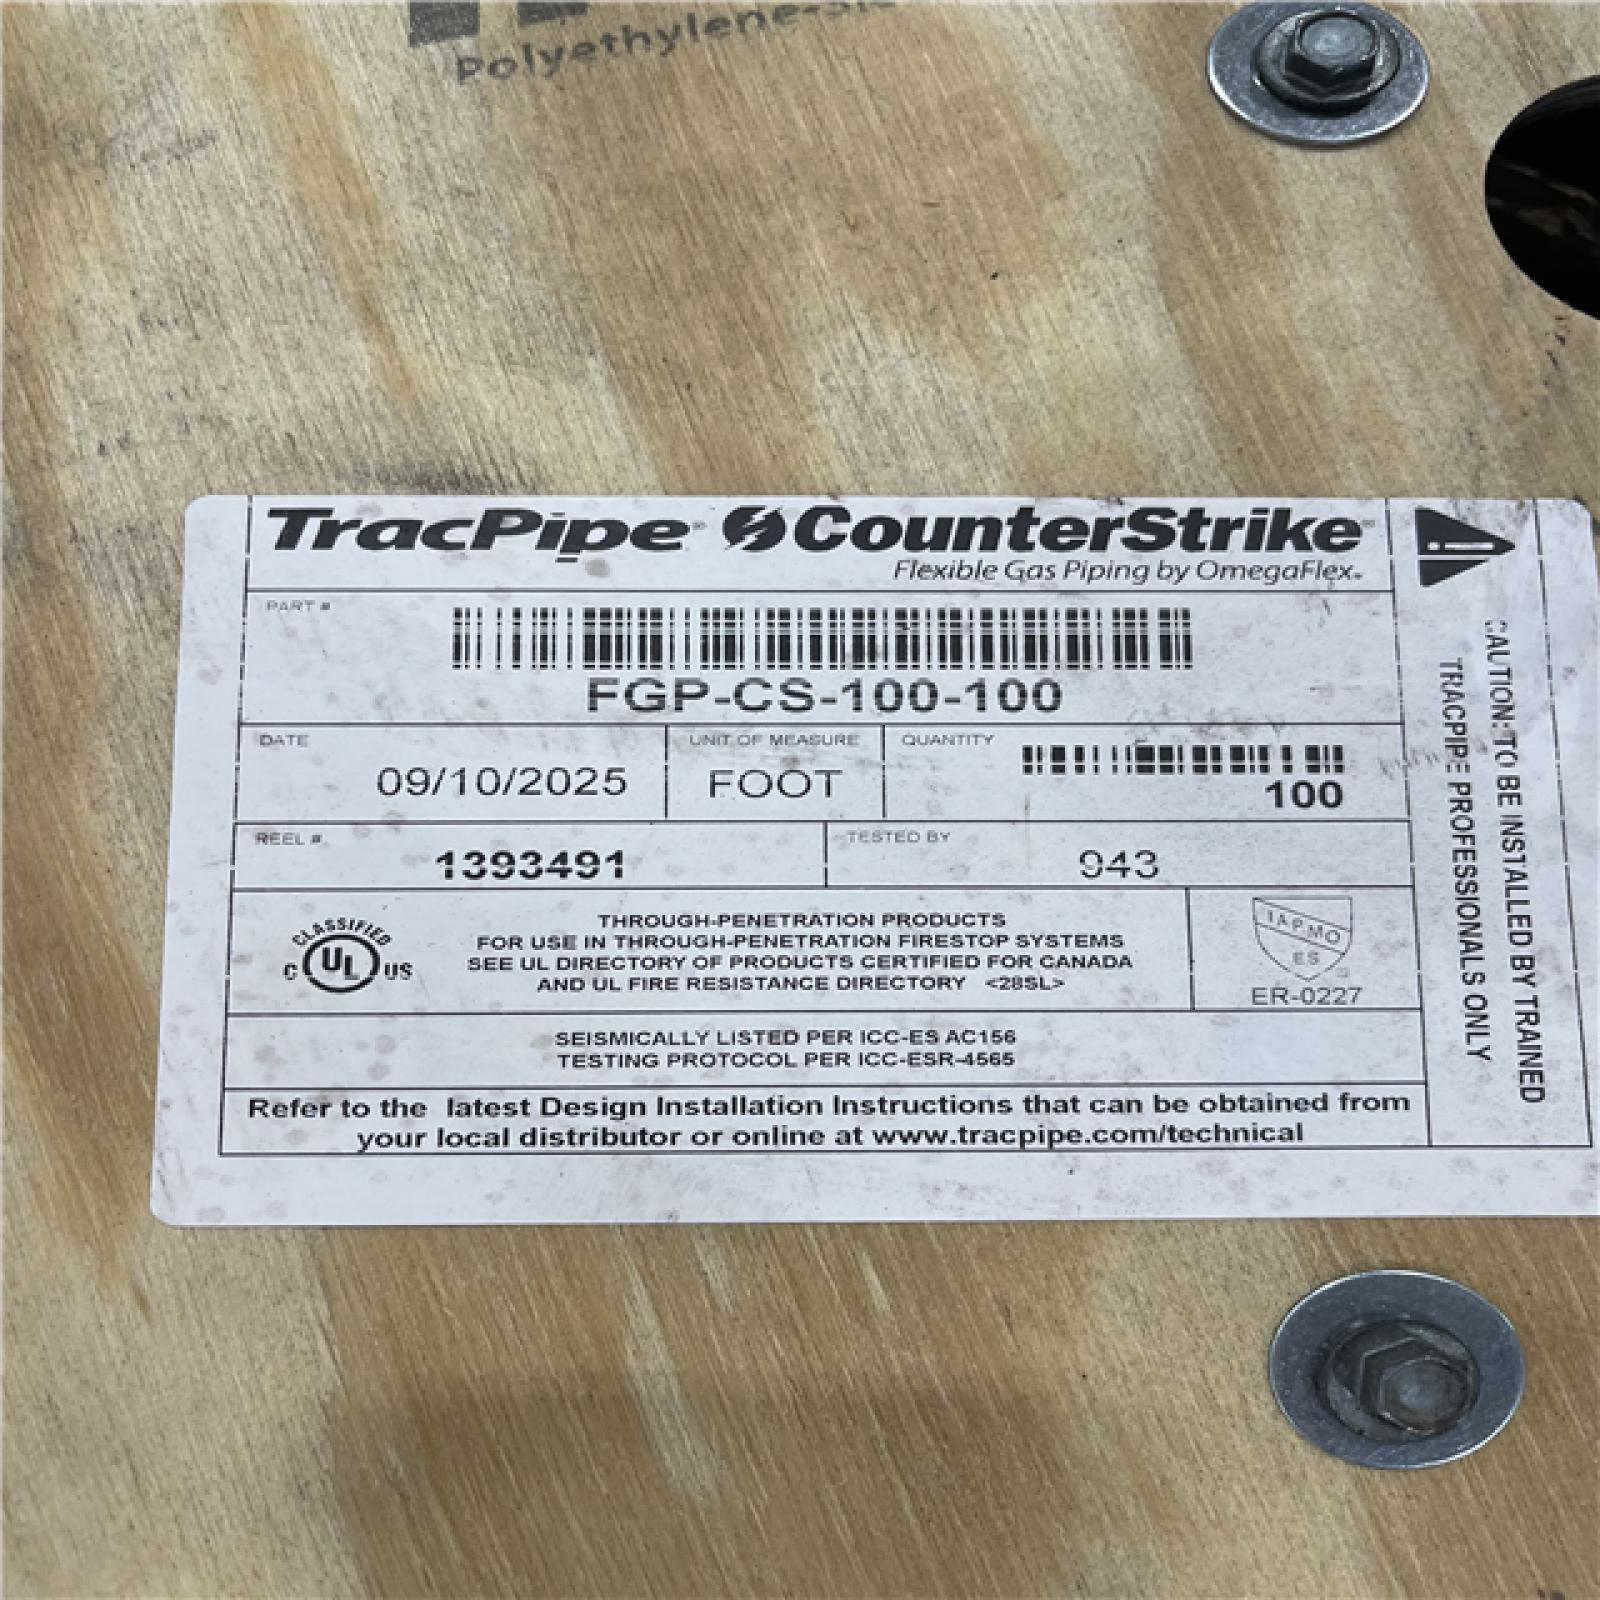 Polyethylene-
TracPipe CounterStrike
Flexible Gas Piping by OmegaFlex®
PART #
FGP-CS-100-100
DATE
09/10/2025
UNIT OF MEASURE
FOOT
QUANTITY
100
REEL #
1393491
TESTED BY
943
CLASSIFIED
C UL US
THROUGH-PENETRATION PRODUCTS
FOR USE IN THROUGH-PENETRATION FIRESTOP SYSTEMS
SEE UL DIRECTORY OF PRODUCTS CERTIFIED FOR CANADA
AND UL FIRE RESISTANCE DIRECTORY <28SL>
IAPMO
ES
ER-0227
SEISMICALLY LISTED PER ICC-ES AC156
TESTING PROTOCOL PER ICC-ESR-4565
Refer to the latest Design Installation Instructions that can be obtained from
your local distributor or online at www.tracpipe.com/technical
CAUTION: TO BE INSTALLED BY TRAINED
TRACPIPE PROFESSIONALS ONLY